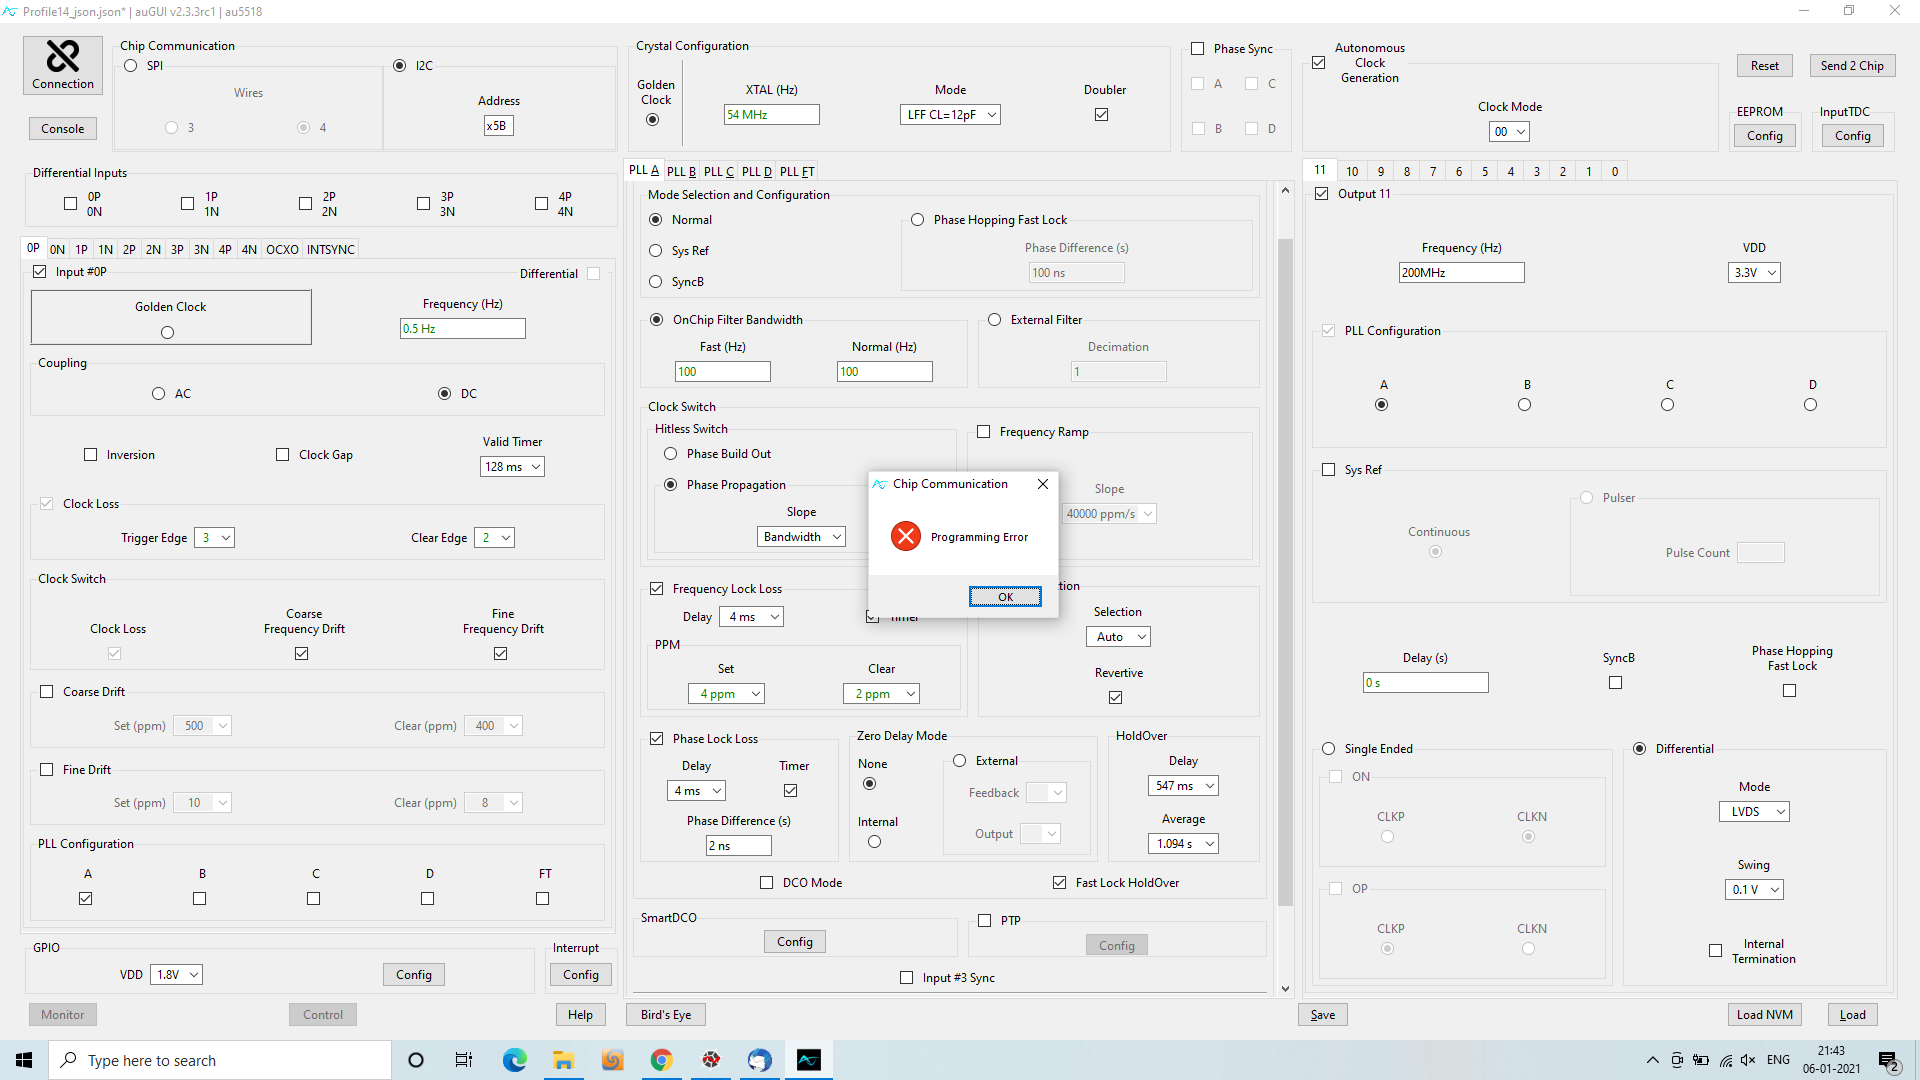 Profile14_json.json* | auGUI v2.3.3rc1 | au5518
Connection
Console
Chip Communication
SPI
Wires
3
4
I2C
Address
x5B
Crystal Configuration
Golden
Clock
XTAL (Hz)
54 MHz
Mode
LFF CL=12pF
Doubler
Phase Sync
A
C
B
D
Autonomous
Clock
Generation
Clock Mode
00
Reset
Send 2 Chip
EEPROM
Config
InputTDC
Config
Differential Inputs
0P
0N
1P
1N
2P
2N
3P
3N
4P
4N
0P 0N 1P 1N 2P 2N 3P 3N 4P 4N OCXO INTSYNC
Input #0P
Differential
Golden Clock
Frequency (Hz)
0.5 Hz
Coupling
AC
DC
Inversion
Clock Gap
Valid Timer
128 ms
Clock Loss
Trigger Edge 3
Clear Edge 2
Clock Switch
Clock Loss
Coarse
Frequency Drift
Fine
Frequency Drift
Coarse Drift
Set (ppm) 500
Clear (ppm) 400
Fine Drift
Set (ppm) 10
Clear (ppm) 8
PLL Configuration
A B C D FT
GPIO
VDD 1.8V
Config
Interrupt
Config
Monitor
Control
Help
PLL A PLL B PLL C PLL D PLL FT
Mode Selection and Configuration
Normal
Sys Ref
SyncB
Phase Hopping Fast Lock
Phase Difference (s)
100 ns
OnChip Filter Bandwidth
Fast (Hz)
100
Normal (Hz)
100
External Filter
Decimation
1
Clock Switch
Hitless Switch
Phase Build Out
Phase Propagation
Slope
Bandwidth
Frequency Ramp
Slope
40000 ppm/s
Chip Communication
Programming Error
OK
Frequency Lock Loss
Delay 4 ms
Timer
PPM
Set
4 ppm
Clear
2 ppm
tion
Selection
Auto
Revertive
Phase Lock Loss
Delay
4 ms
Timer
Phase Difference (s)
2 ns
Zero Delay Mode
None
Internal
External
Feedback
Output
HoldOver
Delay
547 ms
Average
1.094 s
DCO Mode
Fast Lock HoldOver
SmartDCO
Config
PTP
Config
Input #3 Sync
Bird's Eye
11 10 9 8 7 6 5 4 3 2 1 0
Output 11
Frequency (Hz)
200MHz
VDD
3.3V
PLL Configuration
A B C D
Sys Ref
Continuous
Pulser
Pulse Count
Delay (s)
0 s
SyncB
Phase Hopping
Fast Lock
Single Ended
ON
CLKP
CLKN
OP
CLKP
CLKN
Differential
Mode
LVDS
Swing
0.1 V
Internal
Termination
Save
Load NVM
Load
Type here to search
ENG
21:43
06-01-2021
2